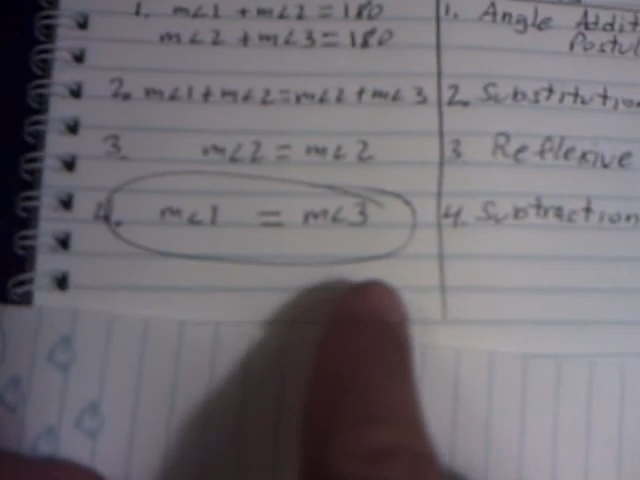 1. m∠1 + m∠2 = 180 1. Angle Addit
m∠2 + m∠3 = 180 Postul
2. m∠1 + m∠2 = m∠2 + m∠3 2. Substitution
3. m∠2 = m∠2 3. Reflexive
4. m∠1 = m∠3 4. Subtraction